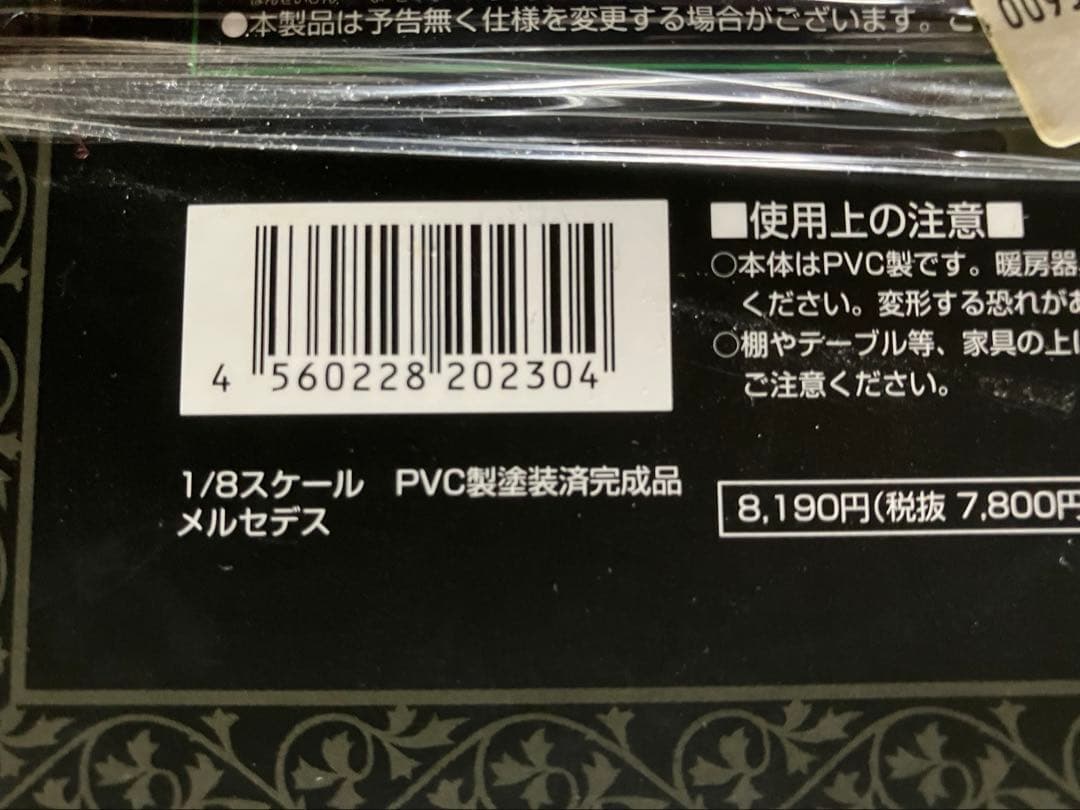 ●本製品は予告無く仕様を変更する場合がございます。
■使用上の注意■
○本体はPVC製です。暖房器
ください。変形する恐れが
○棚やテーブル等、家具の上に
ご注意ください。
4 560228 202304
1/8スケール PVC製塗装済完成品
メルセデス
8,190円(税抜 7,800円